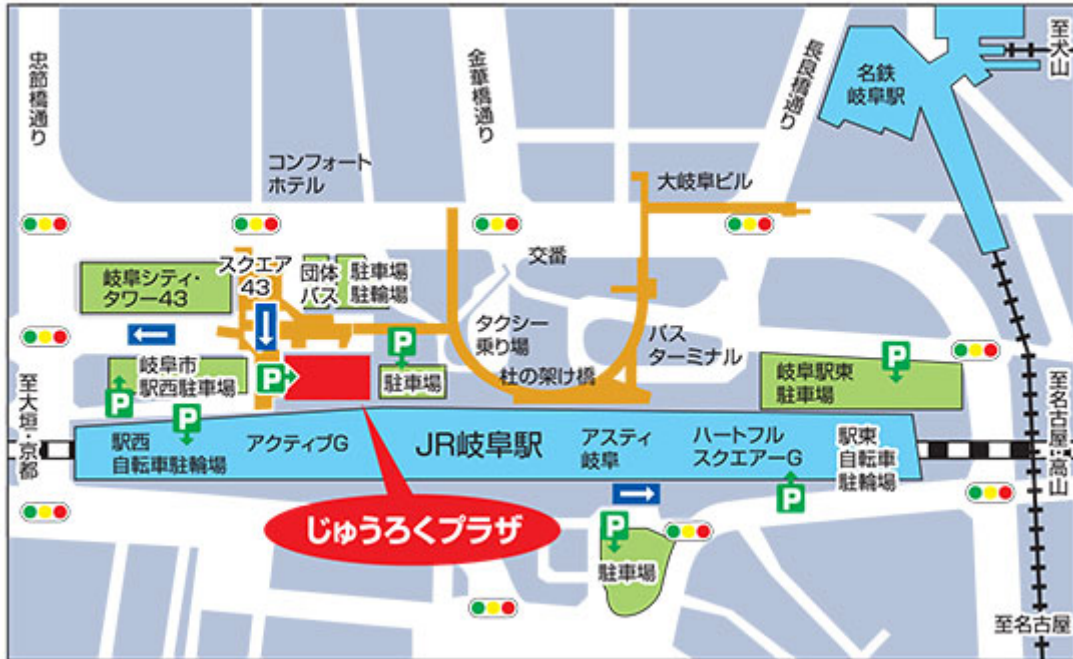 忠節橋通り
金華橋通り
長良橋通り
名鉄
岐阜駅
至犬山
コンフォート
ホテル
大岐阜ビル
交番
スクエア
43
団体
バス
駐車場
駐輪場
岐阜シティ・
タワー43
タクシー
乗り場
バス
ターミナル
杜の架け橋
岐阜市
駅西駐車場
P
P
P
駐車場
P
岐阜駅東
駐車場
P
至大垣・京都
駅西
自転車駐輪場
アクティブG
JR岐阜駅
アスティ
岐阜
ハートフル
スクエアーG
駅東
自転車
駐輪場
至名古屋・高山
P
じゅうろくプラザ
P
駐車場
至名古屋